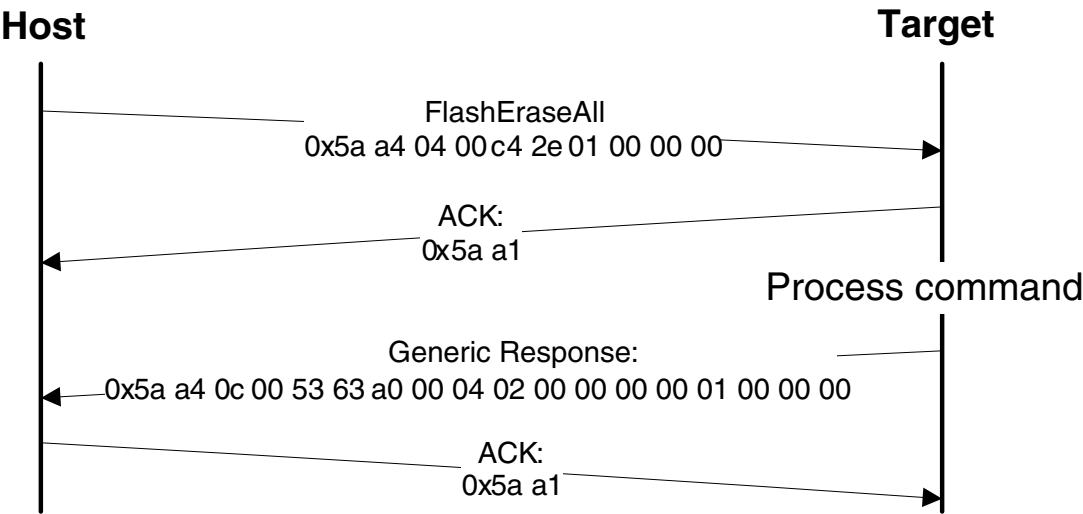 Host
Target
FlashEraseAll
0x5a a4 04 00 c4 2e 01 00 00 00
ACK:
0x5a a1
Process command
Generic Response:
0x5a a4 0c 00 53 63 a0 00 04 02 00 00 00 00 01 00 00 00
ACK:
0x5a a1